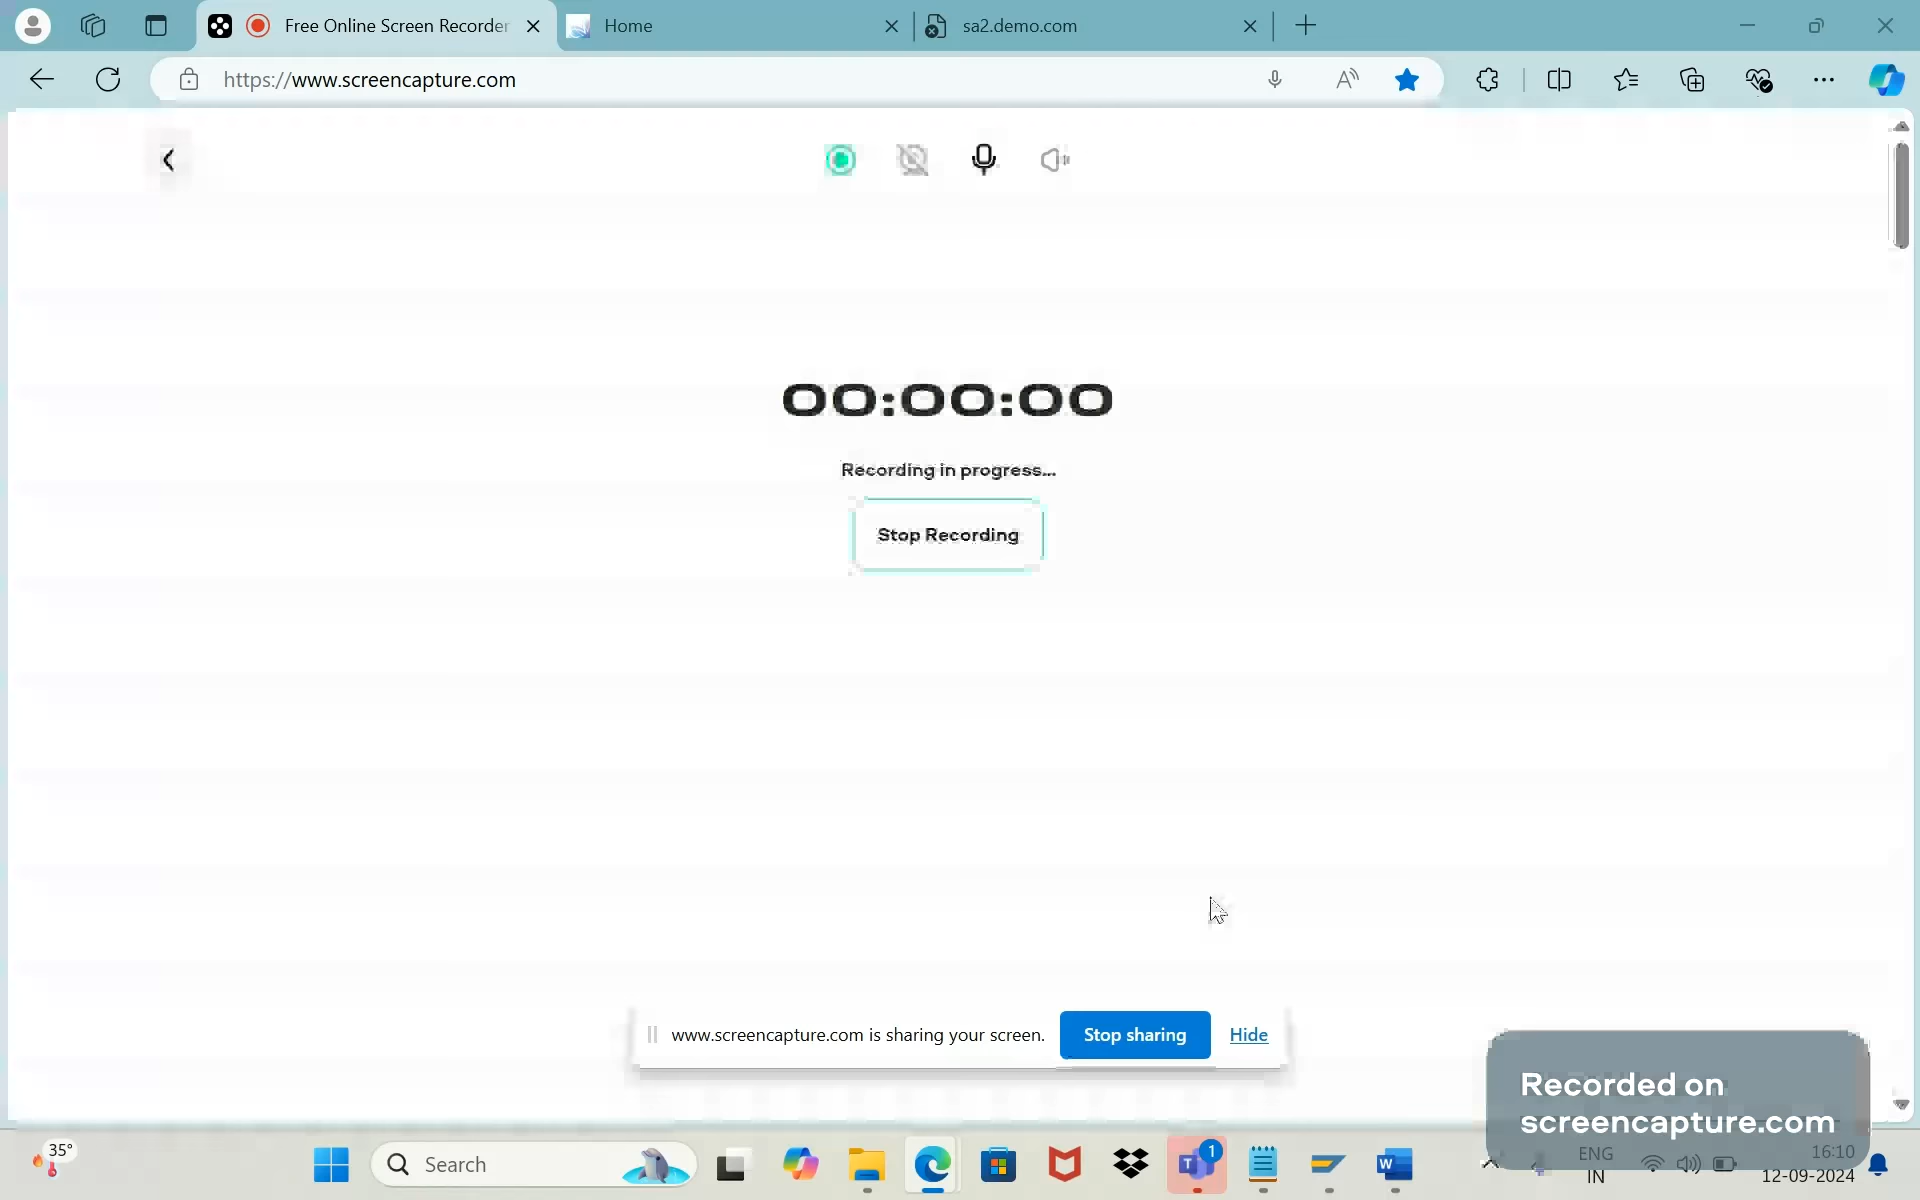 Free Online Screen Recorder
Home
sa2.demo.com
https://www.screencapture.com
00:00:00
Recording in progress...
Stop Recording
www.screencapture.com is sharing your screen.
Stop sharing
Hide
Recorded on
screencapture.com
35°
Search
1
ENG
IN
16:10
12-09-2024